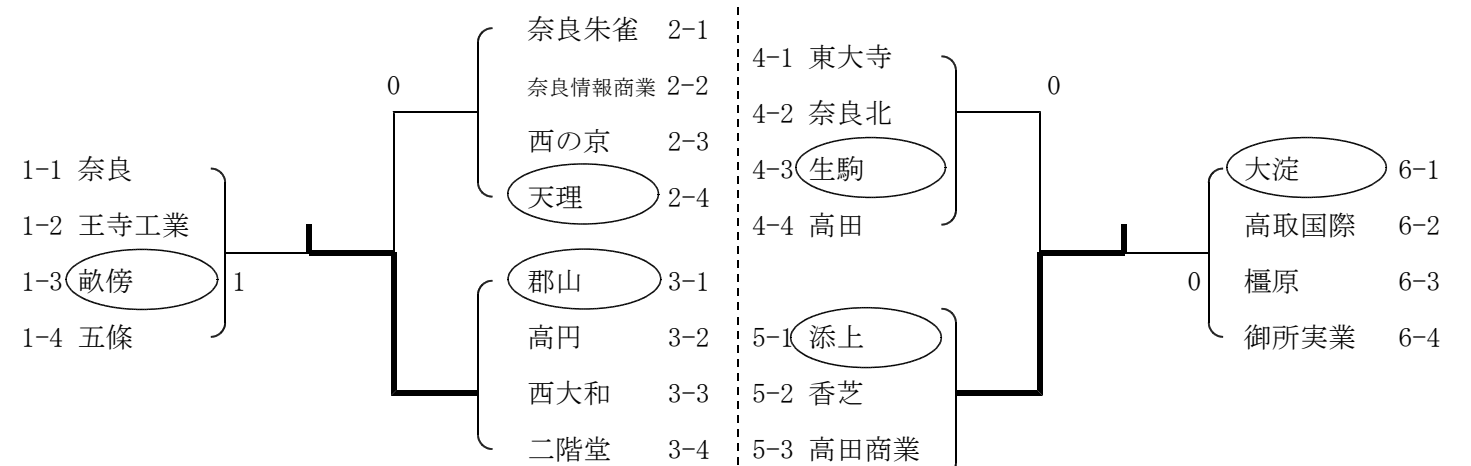 0
奈良朱雀 2-1
奈良情報商業 2-2
西の京 2-3
天理 2-4
1-1 奈良
1-2 王寺工業
1-3 畝傍
1-4 五條
1
郡山 3-1
高円 3-2
西大和 3-3
二階堂 3-4
4-1 東大寺
4-2 奈良北
4-3 生駒
4-4 高田
0
5-1 添上
5-2 香芝
5-3 高田商業
0
大淀 6-1
高取国際 6-2
橿原 6-3
御所実業 6-4